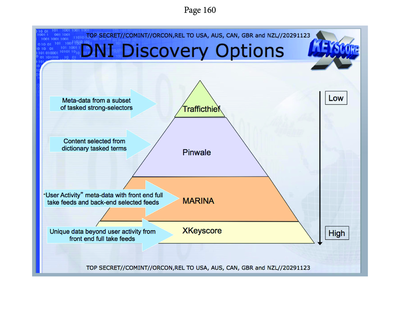 Page 160
TOP SECRET//COMINT//ORCON,REL TO USA, AUS, CAN, GBR and NZL//20291123
DNI Discovery Options
X KEYSCORE
Meta-data from a subset
of tasked strong-selectors
Trafficthief
Low
Content selected from
dictionary tasked terms
Pinwale
"User Activity" meta-data with front end full
take feeds and back-end selected feeds
MARINA
Unique data beyond user activity from
front end full take feeds
XKeyscore
High
TOP SECRET//COMINT//ORCON,REL TO USA, AUS, CAN, GBR and NZL//20291123